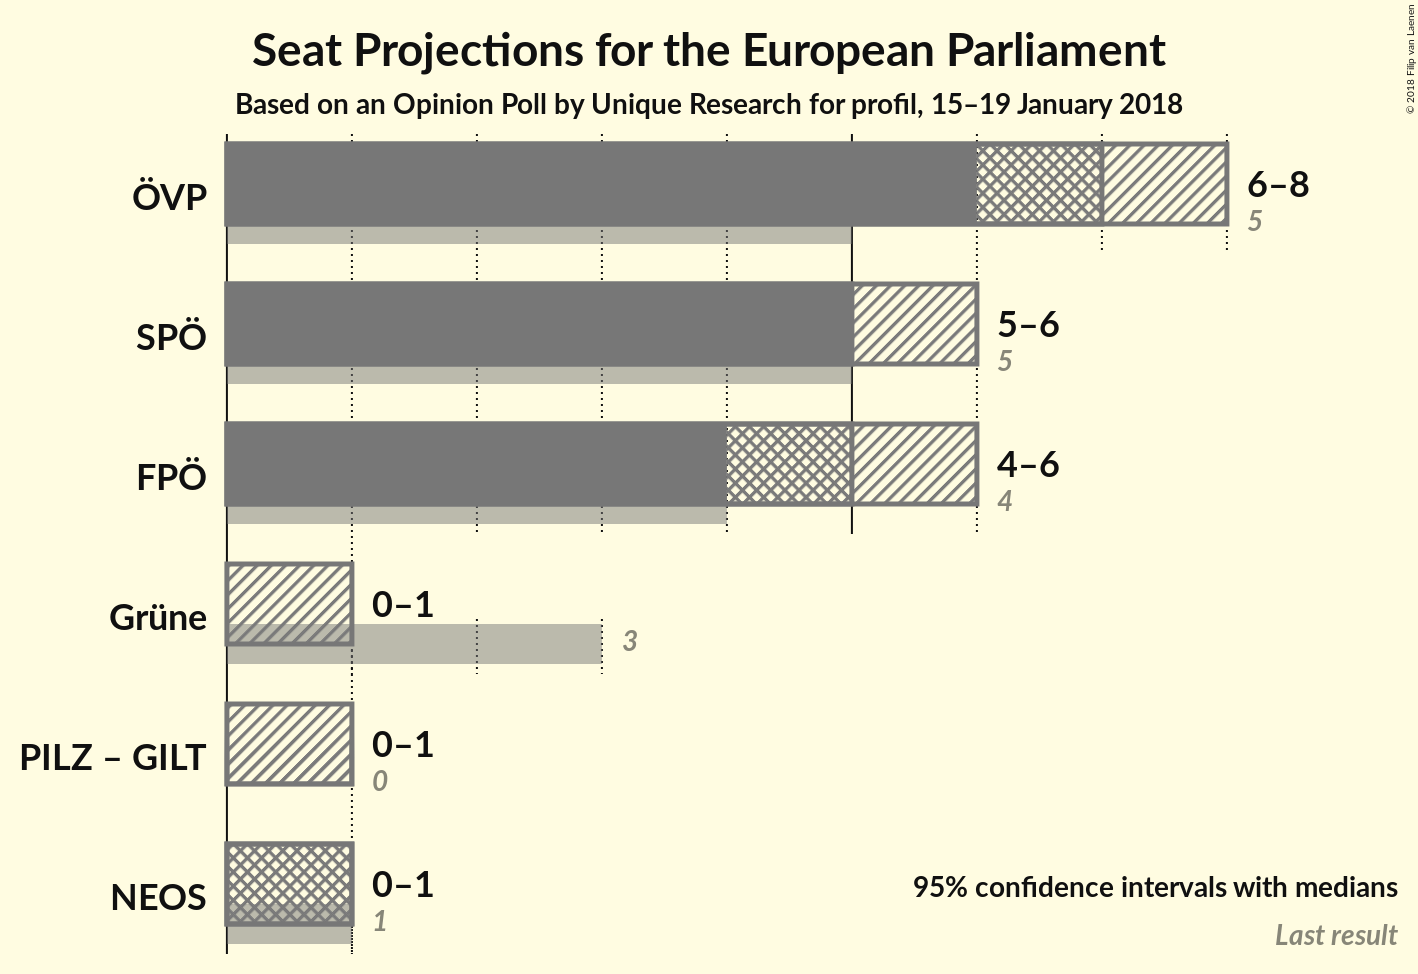 Seat Projections for the European Parliament
Based on an Opinion Poll by Unique Research for profil, 15–19 January 2018
© 2018 Filip van Laenen
ÖVP
6–8
5
SPÖ
5–6
5
FPÖ
4–6
4
Grüne
0–1
3
PILZ – GILT
0–1
0
NEOS
0–1
1
95% confidence intervals with medians
Last result